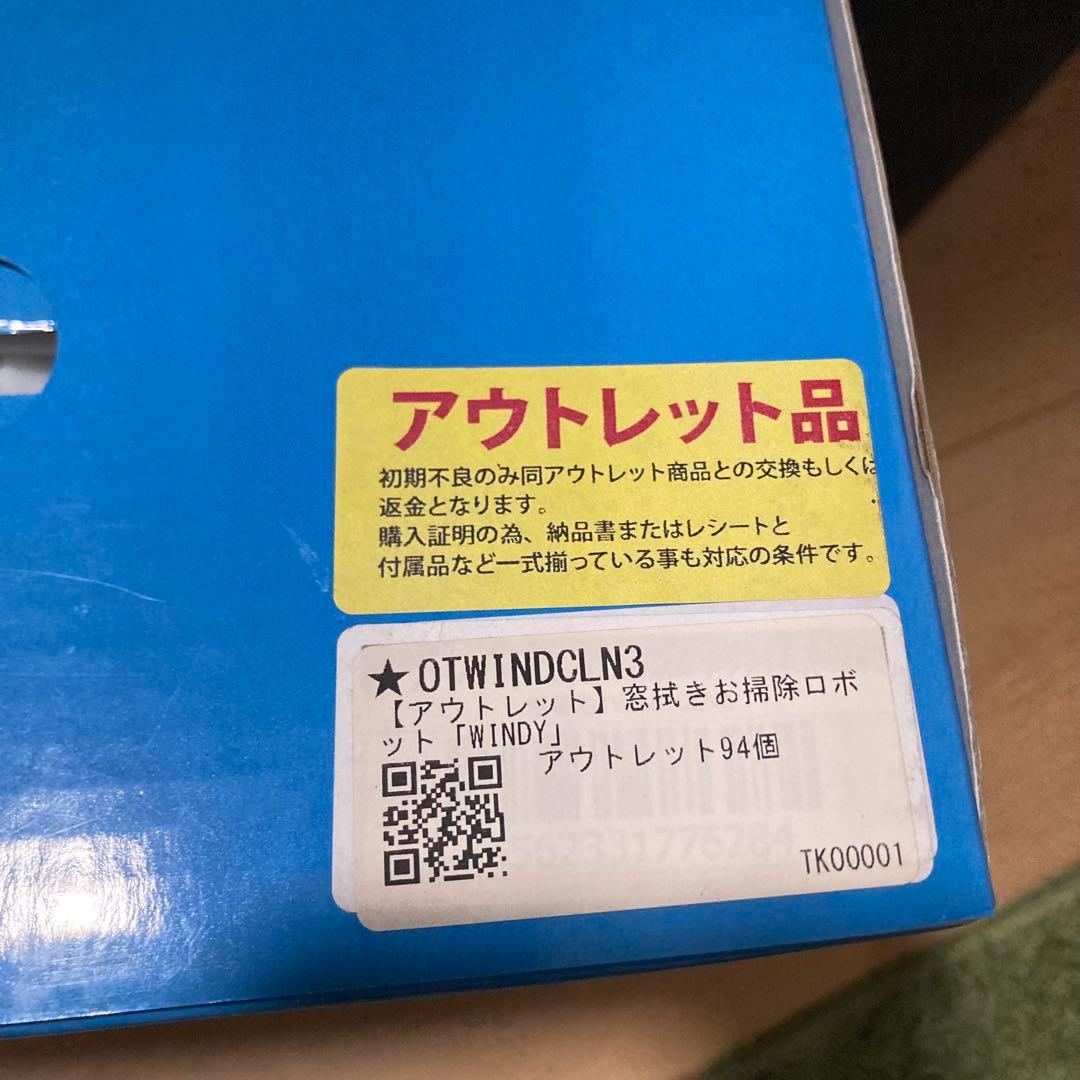 アウトレット品
初期不良のみ同アウトレット商品との交換もしくは
返金となります。
購入証明の為、納品書またはレシートと
付属品など一式揃っている事も対応の条件です。
★OTWINDCLN3
【アウトレット】窓拭きお掃除ロボ
ット「WINDY」
アウトレット94個
TK00001